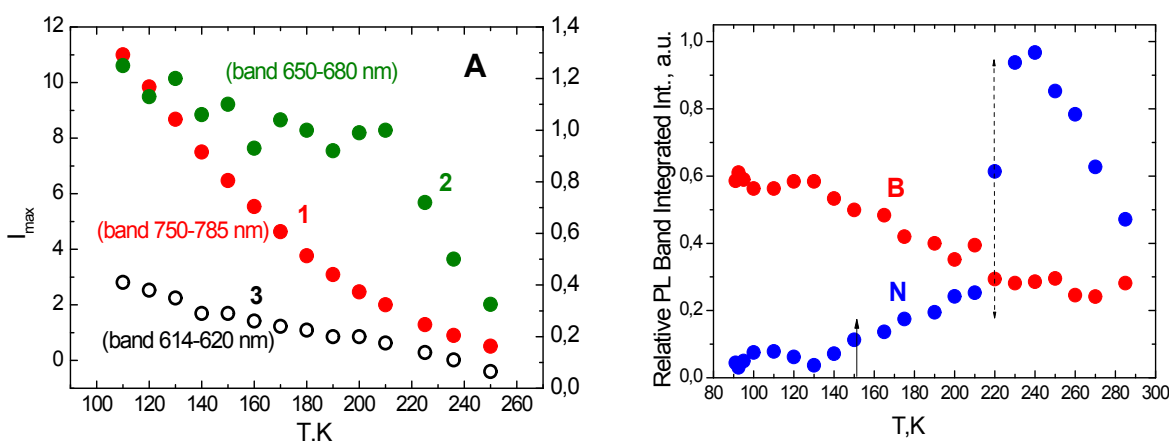 12
10
8
6
4
2
0
I max
1,4
1,2
1,0
0,8
0,6
0,4
0,2
0,0
A
(band 650-680 nm)
2
1
(band 750-785 nm)
3
(band 614-620 nm)
100 120 140 160 180 200 220 240 260
T,K
Relative PL Band Integrated Int., a.u.
1,0
0,8
0,6
0,4
0,2
0,0
B
N
80 100 120 140 160 180 200 220 240 260 280 300
T,K